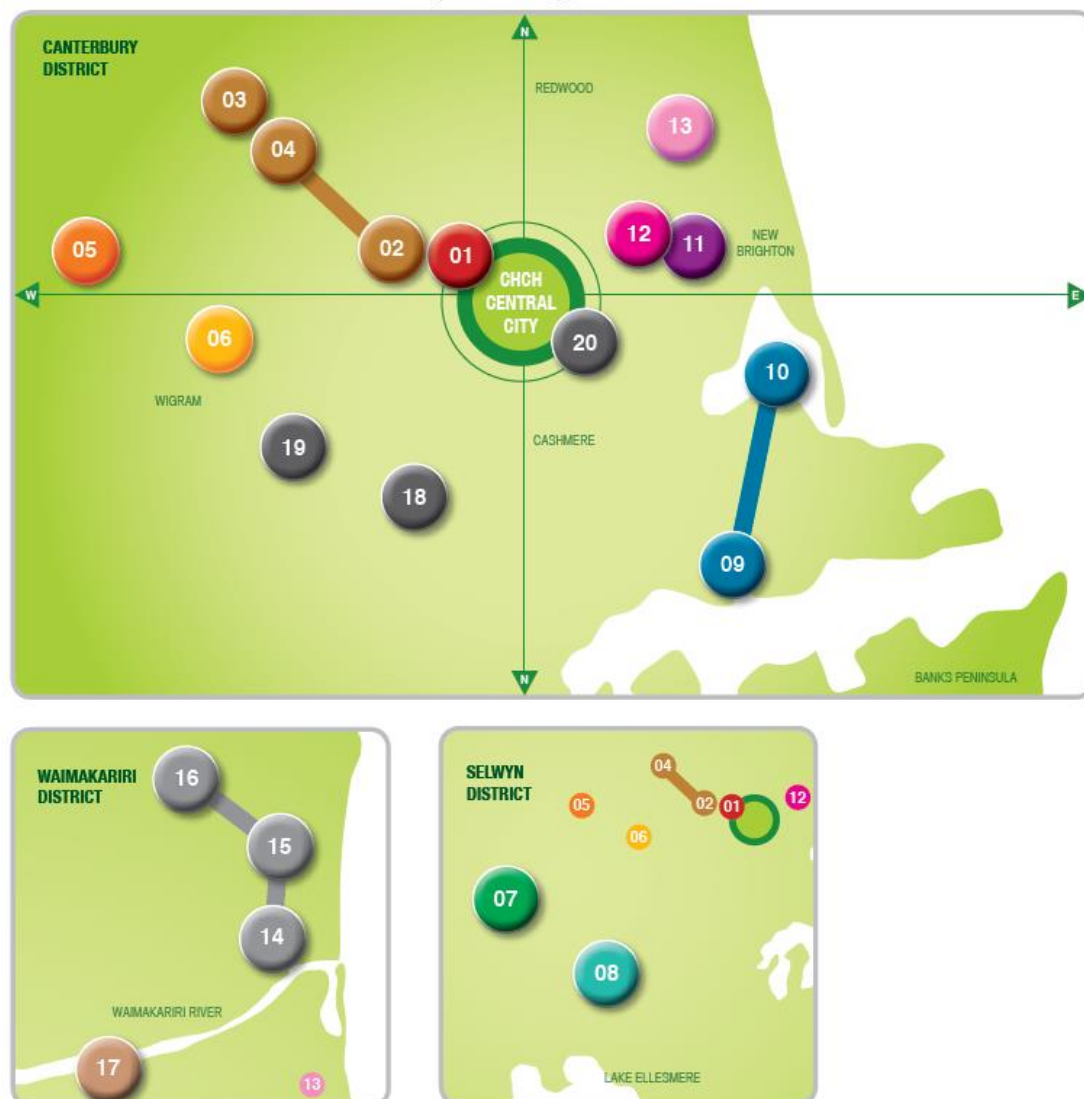 CANTERBURY
DISTRICT
N
REDWOOD
03
13
04
05
02
01
12
11
NEW
BRIGHTON
CHCH
CENTRAL
CITY
W
E
06
20
10
WIGRAM
CASHMERE
19
18
09
N
BANKS PENINSULA
WAIMAKARIRI
DISTRICT
16
15
14
WAIMAKARIRI RIVER
17
13
SELWYN
DISTRICT
04
05
02
01
12
06
07
08
LAKE ELLESMERE